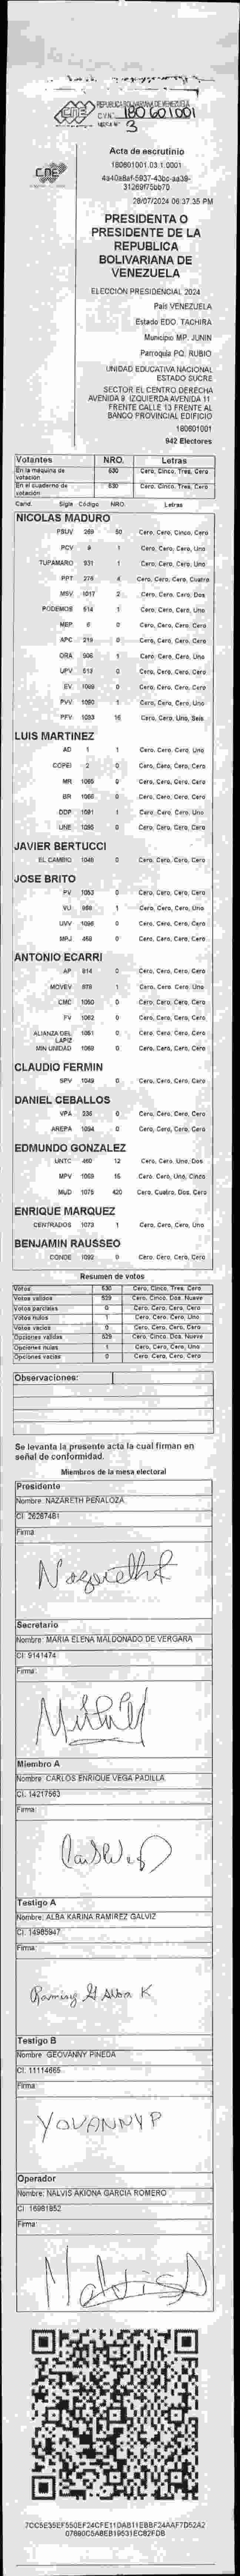 CNE
REPUBLICA BOLIVARIANA DE VENEZUELA
CVN: 180601001
MESA N° 3
CNE
Acta de escrutinio
180601001.03.1.0001
28/07/2024 06:37:35 PM
PRESIDENTA O
PRESIDENTE DE LA
REPUBLICA
BOLIVARIANA DE
VENEZUELA
ELECCIÓN PRESIDENCIAL 2024
Pais VENEZUELA
Estado EDO. TACHIRA
Municipio MP. JUNIN
Parroquia PQ. RUBIO
UNIDAD EDUCATIVA NACIONAL
ESTADO SUCRE
SECTOR EL CENTRO DERECHA
AVENIDA 9. IZQUIERDA AVENIDA 11.
FRENTE CALLE 13 FRENTE AL
BANCO PROVINCIAL EDIFICIO
180601001
942 Electores
Votantes NRO. Letras
En la maquina de votación 530 Cero, Cinco, Tres, Cero
En el cuaderno de votación 530 Cero, Cinco, Tres, Cero
Cand. Sigla Código NRO. Letras
NICOLAS MADURO
PSUV 269 50 Cero, Cero, Cinco, Cero
PCV 9 1 Cero, Cero, Cero, Uno
TUPAMARO 931 1 Cero, Cero, Cero, Uno
PPT 276 4 Cero, Cero, Cero, Cuatro
MSV 1017 2 Cero, Cero, Cero, Dos
PODEMOS 514 1 Cero, Cero, Cero, Uno
MEP 6 0 Cero, Cero, Cero, Cero
APC 219 0 Cero, Cero, Cero, Cero
ORA 506 1 Cero, Cero, Cero, Uno
UPV 613 0 Cero, Cero, Cero, Cero
EV 1089 0 Cero, Cero, Cero, Cero
PVV 1090 1 Cero, Cero, Cero, Uno
PFV 1093 16 Cero, Cero, Uno, Seis
LUIS MARTINEZ
AD 1 1 Cero, Cero, Cero, Uno
COPEI 2 0 Cero, Cero, Cero, Cero
MR 1065 0 Cero, Cero, Cero, Cero
BR 1066 0 Cero, Cero, Cero, Cero
DDP 1091 1 Cero, Cero, Cero, Uno
UNE 1095 0 Cero, Cero, Cero, Cero
JAVIER BERTUCCI
EL CAMBIO 1046 0 Cero, Cero, Cero, Cero
JOSE BRITO
PV 1053 0 Cero, Cero, Cero, Cero
VU 968 1 Cero, Cero, Cero, Uno
UVV 1096 0 Cero, Cero, Cero, Cero
MPJ 458 0 Cero, Cero, Cero, Cero
ANTONIO ECARRI
AP 814 0 Cero, Cero, Cero, Cero
MOVEV 978 1 Cero, Cero, Cero, Uno
CMC 1050 0 Cero, Cero, Cero, Cero
FV 1062 0 Cero, Cero, Cero, Cero
ALIANZA DEL LAPIZ 1051 0 Cero, Cero, Cero, Cero
MIN UNIDAD 1069 0 Cero, Cero, Cero, Cero
CLAUDIO FERMIN
SPV 1049 0 Cero, Cero, Cero, Cero
DANIEL CEBALLOS
VPA 236 0 Cero, Cero, Cero, Cero
AREPA 1094 0 Cero, Cero, Cero, Cero
EDMUNDO GONZALEZ
UNTC 460 12 Cero, Cero, Uno, Dos
MPV 1069 15 Cero, Cero, Uno, Cinco
MUD 1075 420 Cero, Cuatro, Dos, Cero
ENRIQUE MARQUEZ
CENTRADOS 1073 1 Cero, Cero, Cero, Uno
BENJAMIN RAUSSEO
CONDE 1092 0 Cero, Cero, Cero, Cero
Resumen de votos
Votos 530 Cero, Cinco, Tres, Cero
Votos validos 529 Cero, Cinco, Dos, Nueve
Votos parciales 0 Cero, Cero, Cero, Cero
Votos nulos 1 Cero, Cero, Cero, Uno
Votos vacios 0 Cero, Cero, Cero, Cero
Opciones validas 529 Cero, Cinco, Dos, Nueve
Opciones nulas 1 Cero, Cero, Cero, Uno
Opciones vacias 0 Cero, Cero, Cero, Cero
Observaciones:
Se levanta la presente acta la cual firman en
señal de conformidad.
Miembros de la mesa electoral
Presidente
Nombre: NAZARETH PEÑALOZA
CI: 26267481
Firma:
Nazareth P
Secretario
Nombre: MARIA ELENA MALDONADO DE VERGARA
CI: 9141474
Firma:
Miembro A
Nombre: CARLOS ENRIQUE VEGA PADILLA
CI: 14217563
Firma:
Testigo A
Nombre: ALBA KARINA RAMIREZ GALVIZ
CI: 14985947
Firma:
Alba K
Testigo B
Nombre: GEOVANNY PINEDA
CI: 11114665
Firma:
YOVANNY P
Operador
Nombre: NALVIS AKIONA GARCIA ROMERO
CI: 16981852
Firma:
Nalvis